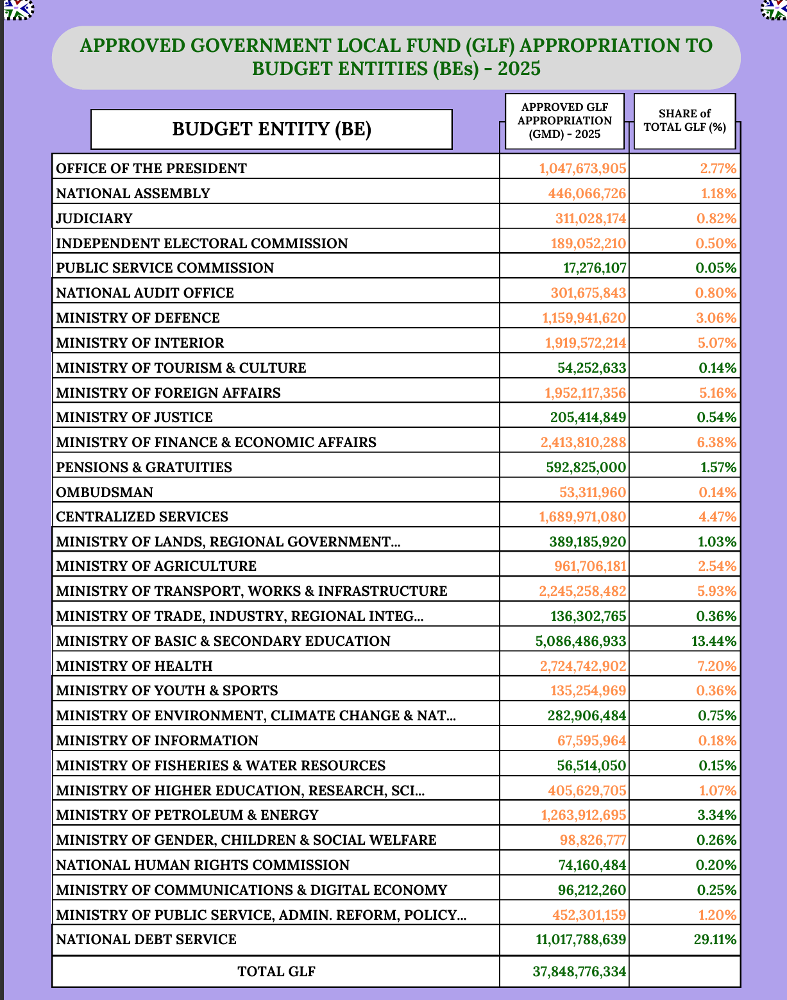 APPROVED GOVERNMENT LOCAL FUND (GLF) APPROPRIATION TO
BUDGET ENTITIES (BEs) - 2025
BUDGET ENTITY (BE)
APPROVED GLF
APPROPRIATION
(GMD) - 2025
SHARE of
TOTAL GLF (%)
OFFICE OF THE PRESIDENT 1,047,673,905 2.77%
NATIONAL ASSEMBLY 446,066,726 1.18%
JUDICIARY 311,028,174 0.82%
INDEPENDENT ELECTORAL COMMISSION 189,052,210 0.50%
PUBLIC SERVICE COMMISSION 17,276,107 0.05%
NATIONAL AUDIT OFFICE 301,675,843 0.80%
MINISTRY OF DEFENCE 1,159,941,620 3.06%
MINISTRY OF INTERIOR 1,919,572,214 5.07%
MINISTRY OF TOURISM & CULTURE 54,252,633 0.14%
MINISTRY OF FOREIGN AFFAIRS 1,952,117,356 5.16%
MINISTRY OF JUSTICE 205,414,849 0.54%
MINISTRY OF FINANCE & ECONOMIC AFFAIRS 2,413,810,288 6.38%
PENSIONS & GRATUITIES 592,825,000 1.57%
OMBUDSMAN 53,311,960 0.14%
CENTRALIZED SERVICES 1,689,971,080 4.47%
MINISTRY OF LANDS, REGIONAL GOVERNMENT... 389,185,920 1.03%
MINISTRY OF AGRICULTURE 961,706,181 2.54%
MINISTRY OF TRANSPORT, WORKS & INFRASTRUCTURE 2,245,258,482 5.93%
MINISTRY OF TRADE, INDUSTRY, REGIONAL INTEG... 136,302,765 0.36%
MINISTRY OF BASIC & SECONDARY EDUCATION 5,086,486,933 13.44%
MINISTRY OF HEALTH 2,724,742,902 7.20%
MINISTRY OF YOUTH & SPORTS 135,254,969 0.36%
MINISTRY OF ENVIRONMENT, CLIMATE CHANGE & NAT... 282,906,484 0.75%
MINISTRY OF INFORMATION 67,595,964 0.18%
MINISTRY OF FISHERIES & WATER RESOURCES 56,514,050 0.15%
MINISTRY OF HIGHER EDUCATION, RESEARCH, SCI... 405,629,705 1.07%
MINISTRY OF PETROLEUM & ENERGY 1,263,912,695 3.34%
MINISTRY OF GENDER, CHILDREN & SOCIAL WELFARE 98,826,777 0.26%
NATIONAL HUMAN RIGHTS COMMISSION 74,160,484 0.20%
MINISTRY OF COMMUNICATIONS & DIGITAL ECONOMY 96,212,260 0.25%
MINISTRY OF PUBLIC SERVICE, ADMIN. REFORM, POLICY... 452,301,159 1.20%
NATIONAL DEBT SERVICE 11,017,788,639 29.11%
TOTAL GLF 37,848,776,334